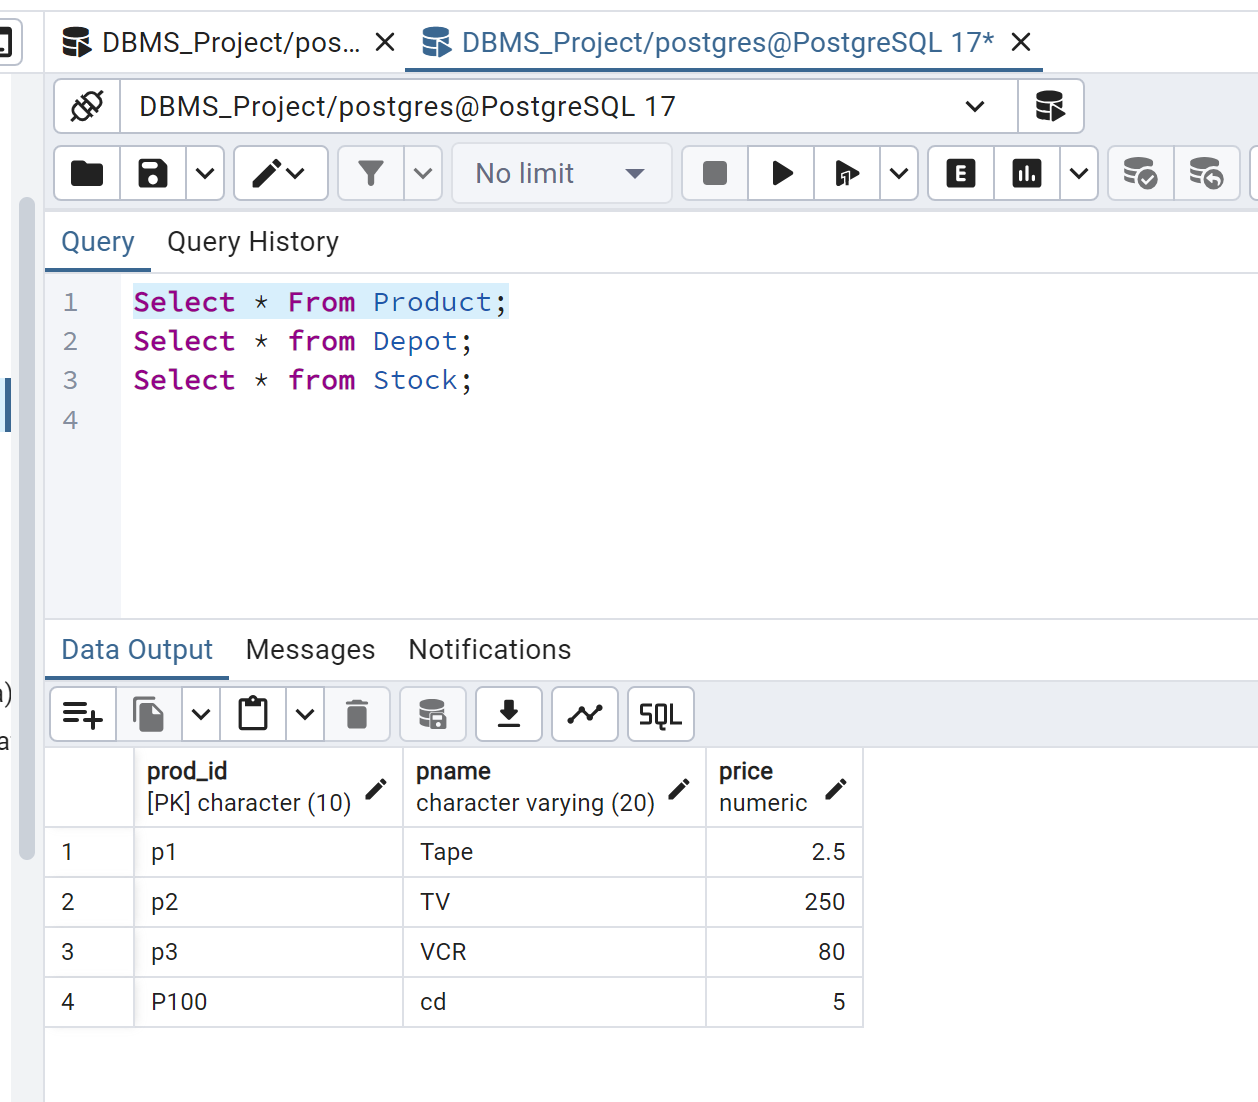 DBMS_Project/pos...
DBMS_Project/postgres@PostgreSQL 17*
DBMS_Project/postgres@PostgreSQL 17
No limit
E
1
Query Query History
1 Select * From Product;
2 Select * from Depot;
3 Select * from Stock;
4
a)
a
Data Output Messages Notifications
SQL
prod_id pname price
[PK] character (10) character varying (20) numeric
1 p1 Tape 2.5
2 p2 TV 250
3 p3 VCR 80
4 P100 cd 5